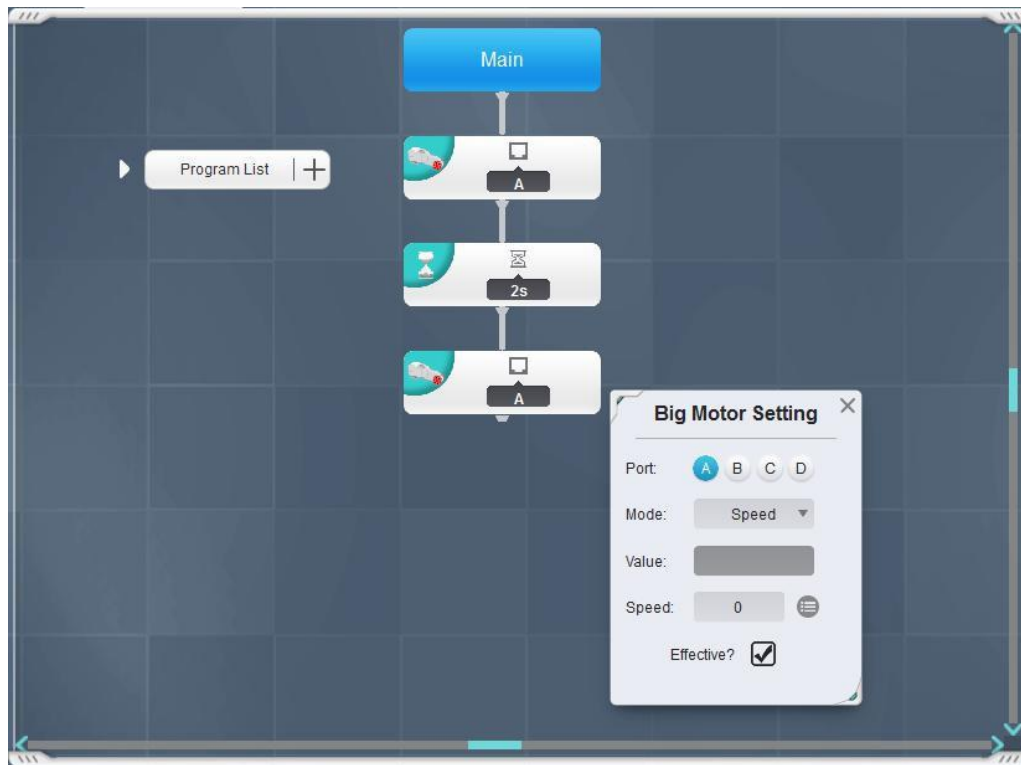 Main
Program List
A
2s
A
Big Motor Setting
Port: A B C D
Mode: Speed
Value:
Speed: 0
Effective?